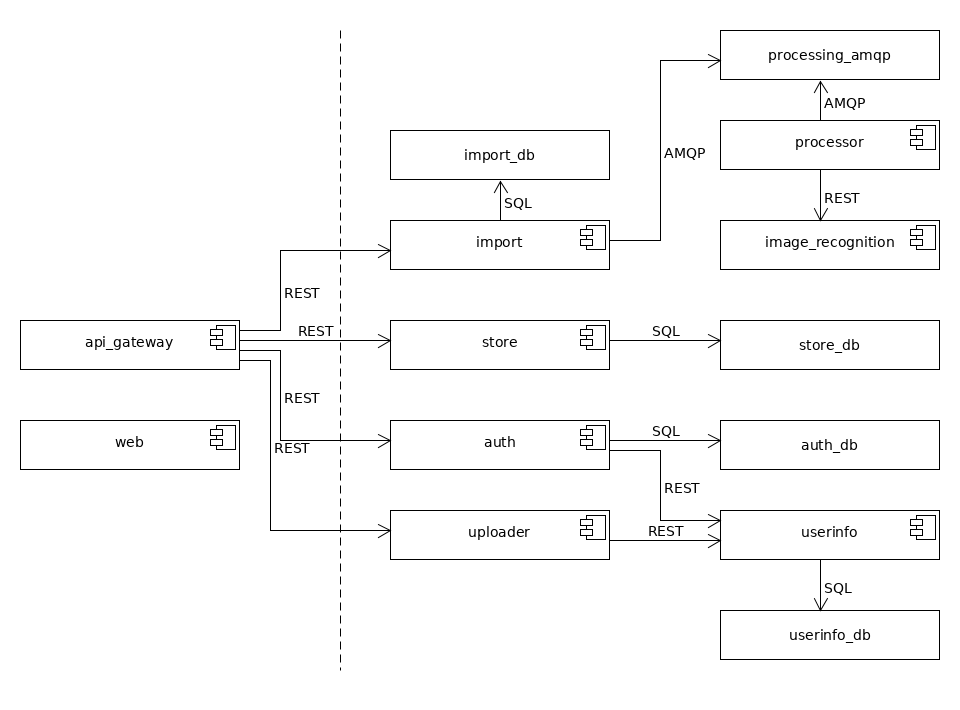 processing_amqp
AMQP
processor
import_db
AMQP
SQL
REST
import
image_recognition
REST
REST
SQL
api_gateway
store
store_db
REST
SQL
web
auth
auth_db
REST
REST
uploader
REST
userinfo
SQL
userinfo_db